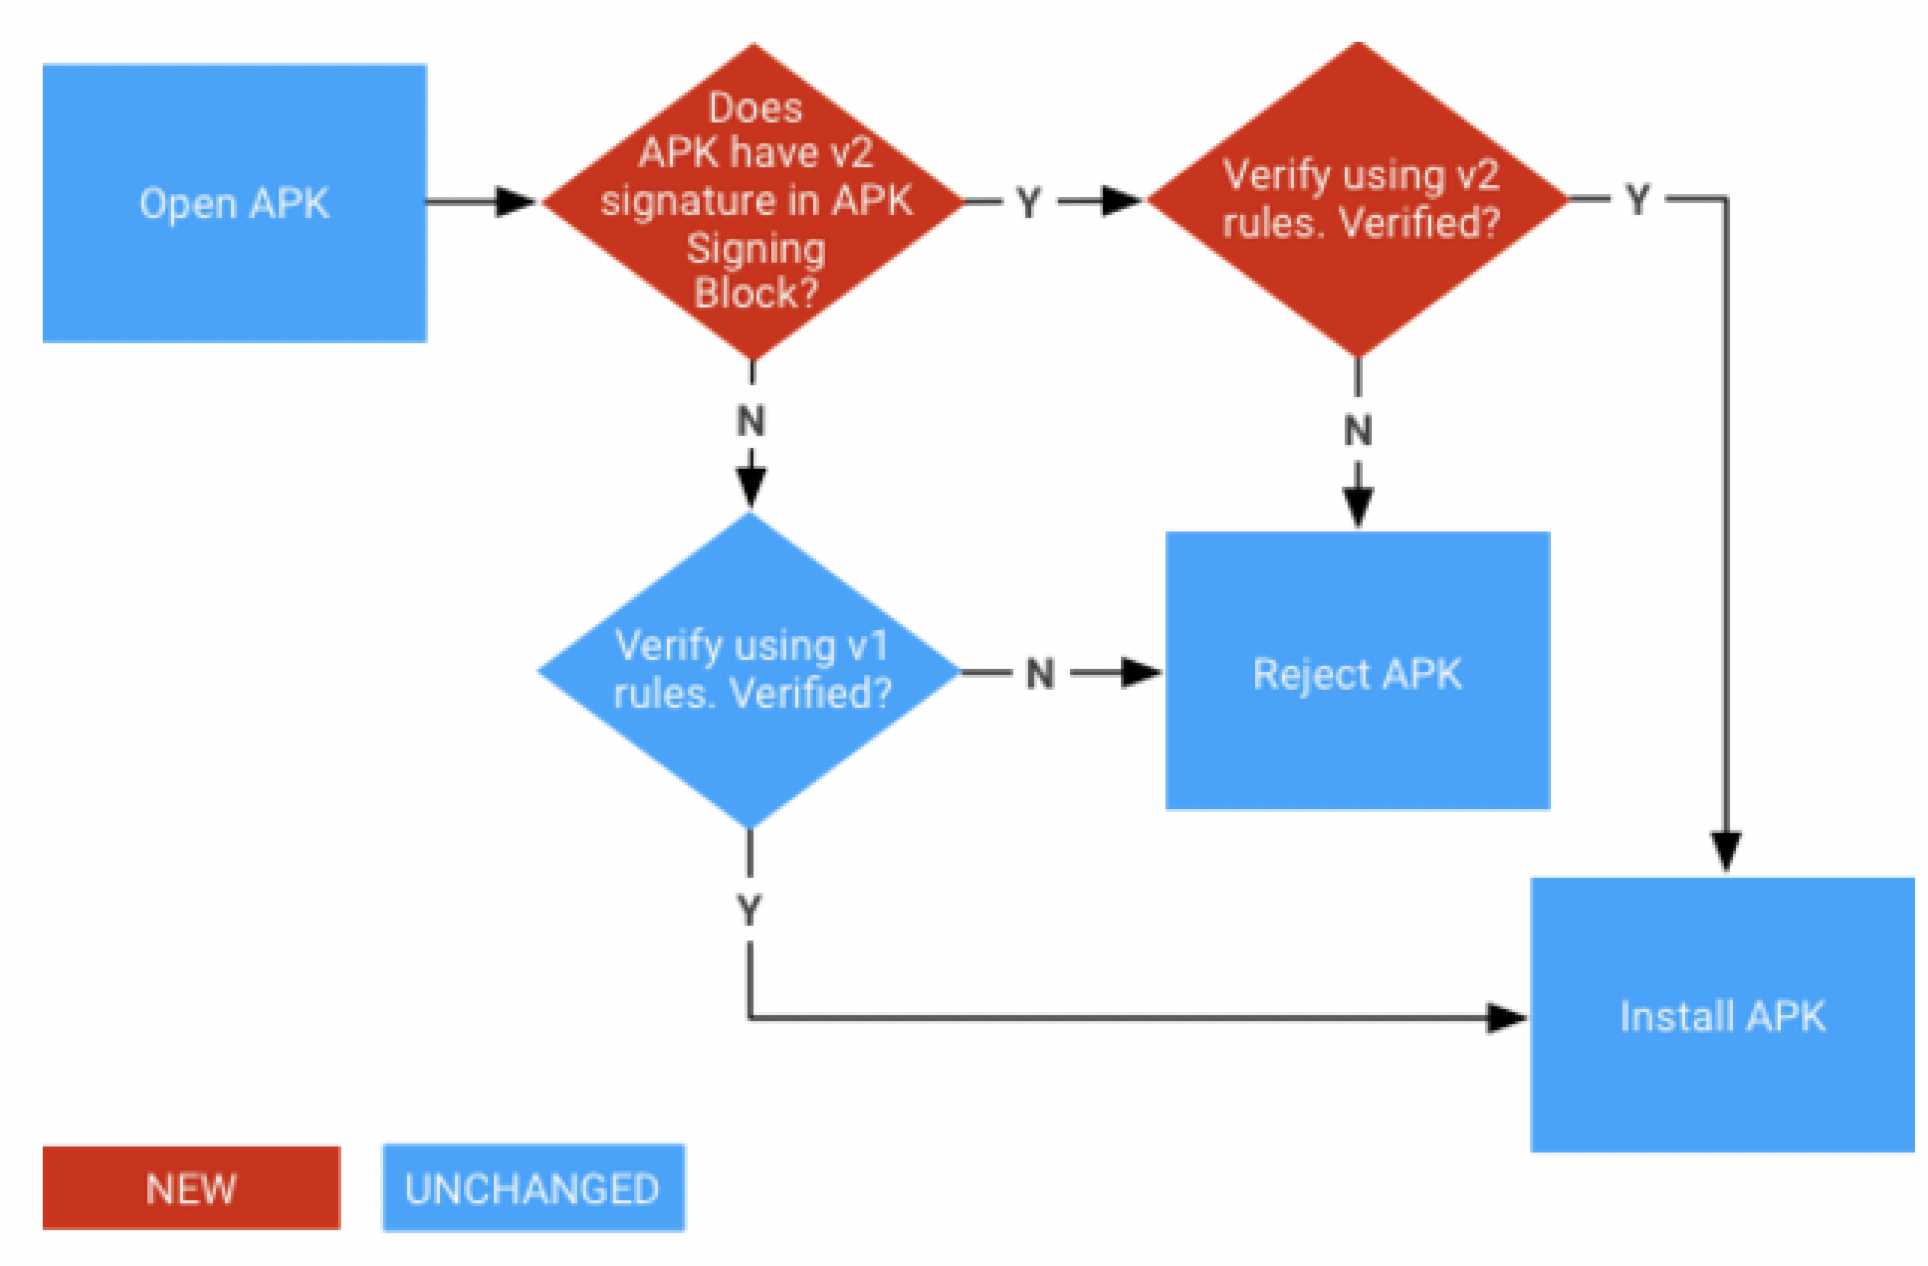 Open APK
Does
APK have v2
signature in APK
Signing
Block?
Y
Verify using v2
rules. Verified?
Y
N
N
Verify using v1
rules. Verified?
N
Reject APK
Y
Install APK
NEW
UNCHANGED